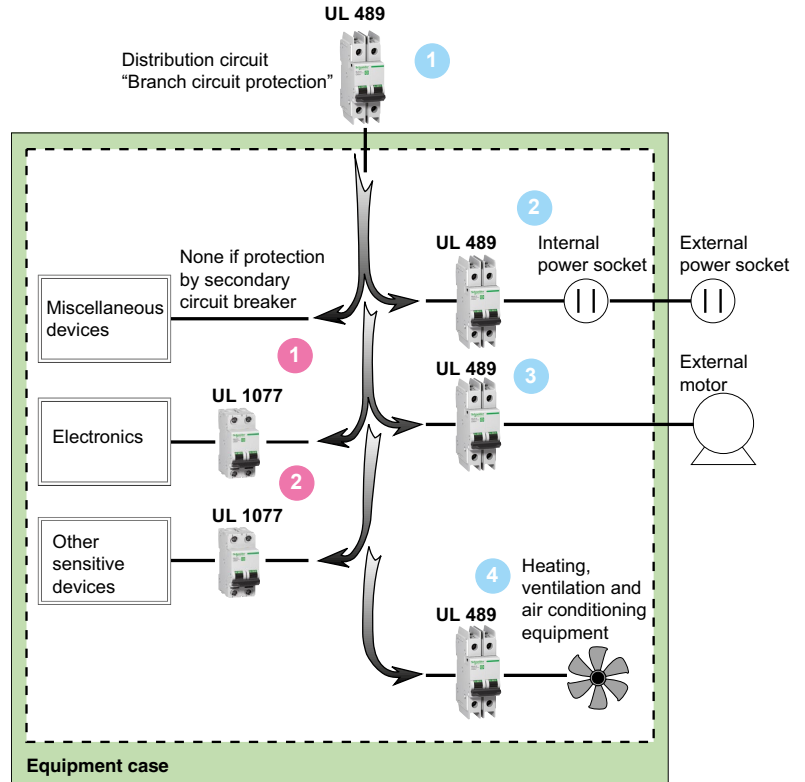 UL 489
Distribution circuit
“Branch circuit protection”
1
2
None if protection
by secondary
circuit breaker
UL 489
Internal
power socket
External
power socket
Miscellaneous
devices
1
UL 489
3
External
motor
UL 1077
Electronics
2
UL 1077
Other
sensitive
devices
4
Heating,
ventilation and
air conditioning
equipment
UL 489
Equipment case